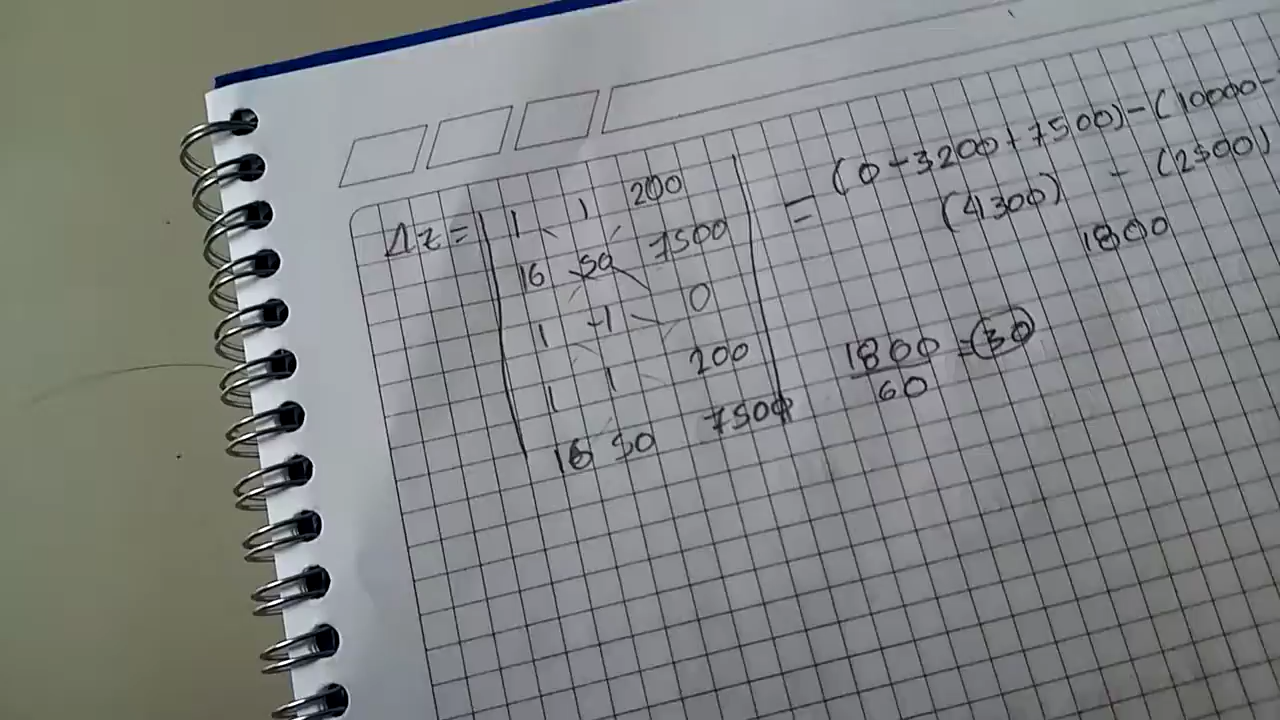 Δz = | 1 1 200 | = (0 - 3200 + 7500) - (10000 -
16 50 7500 (4300) - (2500)
1 -1 0 1800
1 1 200 1800/60 = 30
16 50 7500